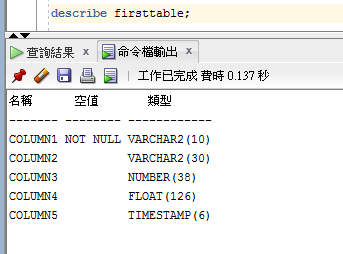 describe firsttable;
查詢結果 × 命令檔輸出 ×
工作已完成 費時 0.137 秒
名稱 空值 類型
------- -------- ------------
COLUMN1 NOT NULL VARCHAR2(10)
COLUMN2 VARCHAR2(30)
COLUMN3 NUMBER(38)
COLUMN4 FLOAT(126)
COLUMN5 TIMESTAMP(6)